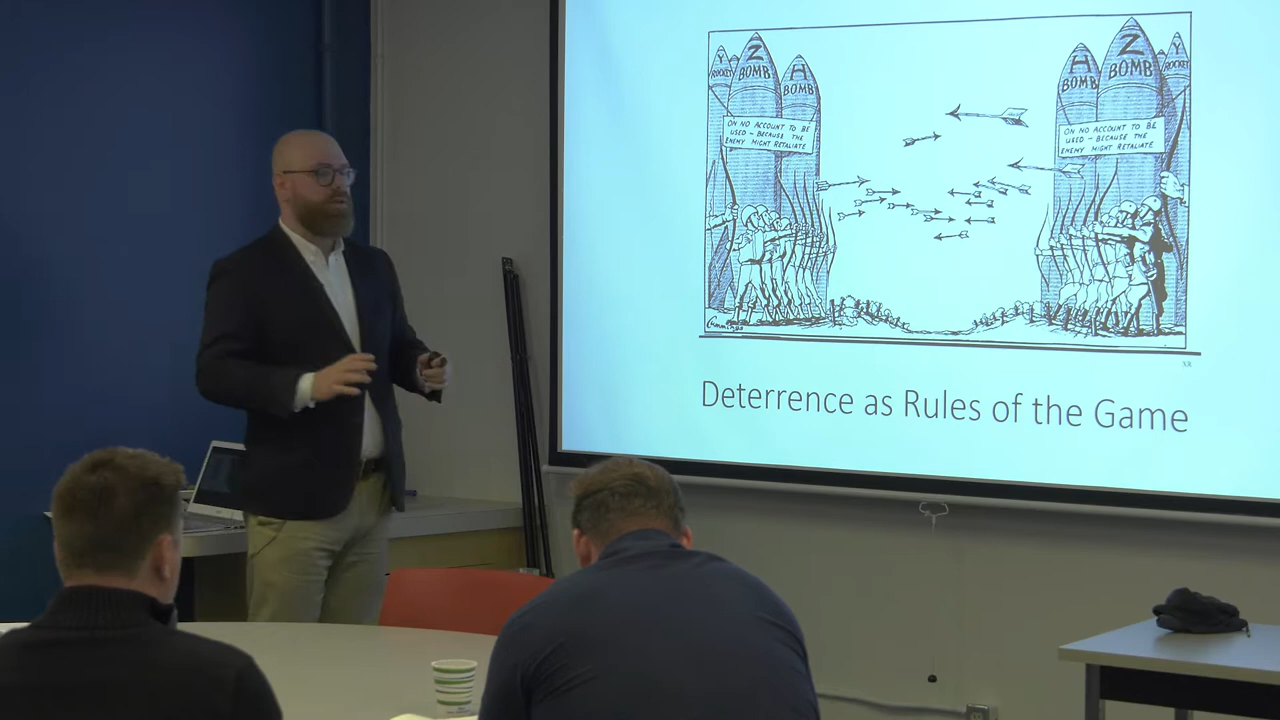 Y
ROCKET
Z
BOMB
H
BOMB
ON NO ACCOUNT TO BE
USED – BECAUSE THE
ENEMY MIGHT RETALIATE
H
BOMB
Z
BOMB
Y
ROCKET
ON NO ACCOUNT TO BE
USED – BECAUSE THE
ENEMY MIGHT RETALIATE
Cummings
Deterrence as Rules of the Game